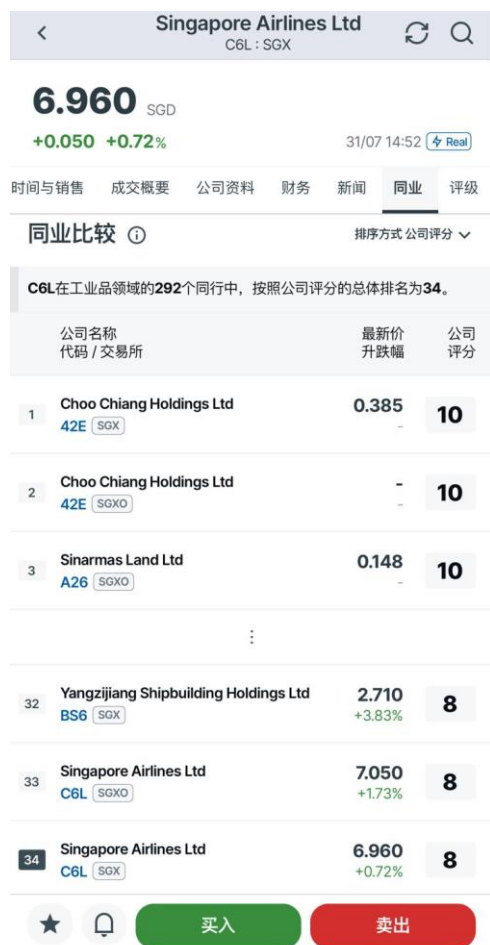 Singapore Airlines Ltd
C6L : SGX
6.960 SGD
+0.050 +0.72%
31/07 14:52 Real
时间与销售 成交概要 公司资料 财务 新闻 同业 评级
同业比较
排序方式 公司评分
C6L在工业品领域的292个同行中，按照公司评分的总体排名为34。
公司名称 最新价 公司
代码 / 交易所 升跌幅 评分
1 Choo Chiang Holdings Ltd 0.385 10
42E SGX -
2 Choo Chiang Holdings Ltd - 10
42E SGXO -
3 Sinarmas Land Ltd 0.148 10
A26 SGXO -
⋮
32 Yangzijiang Shipbuilding Holdings Ltd 2.710 8
BS6 SGX +3.83%
33 Singapore Airlines Ltd 7.050 8
C6L SGXO +1.73%
34 Singapore Airlines Ltd 6.960 8
C6L SGX +0.72%
买入 卖出